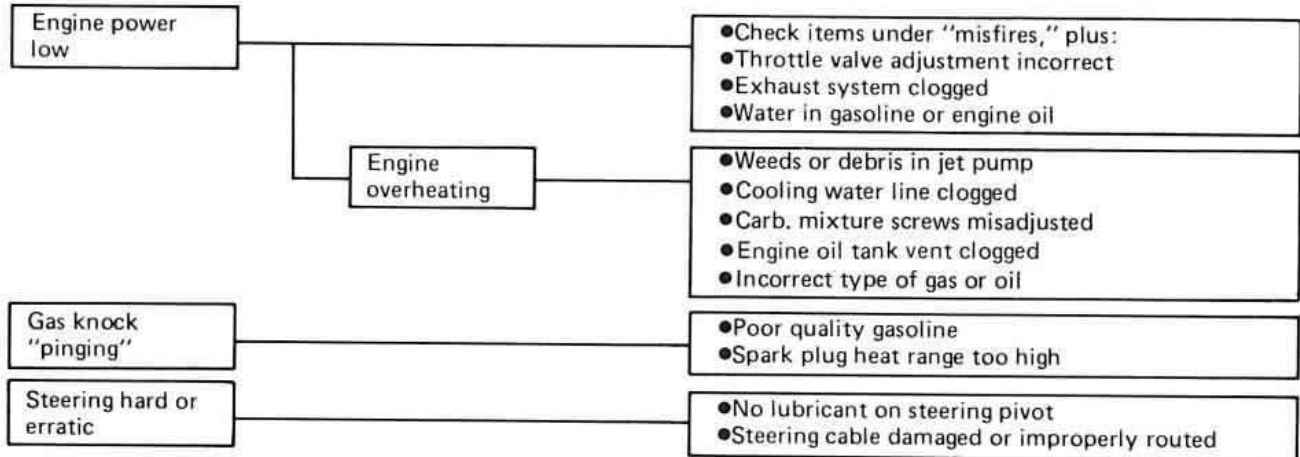 Engine power
low
●Check items under "misfires," plus:
●Throttle valve adjustment incorrect
●Exhaust system clogged
●Water in gasoline or engine oil
Engine
overheating
●Weeds or debris in jet pump
●Cooling water line clogged
●Carb. mixture screws misadjusted
●Engine oil tank vent clogged
●Incorrect type of gas or oil
Gas knock
"pinging"
●Poor quality gasoline
●Spark plug heat range too high
Steering hard or
erratic
●No lubricant on steering pivot
●Steering cable damaged or improperly routed